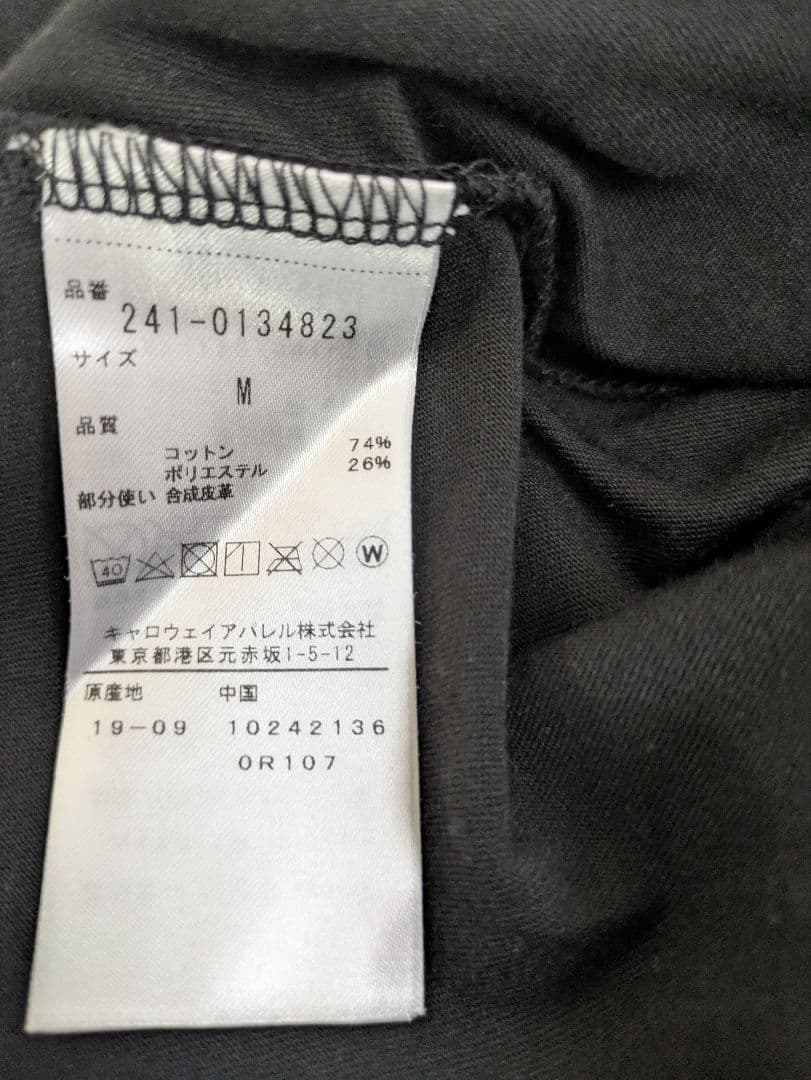 品番
241-0134823
サイズ
M
品質
コットン 74%
ポリエステル 26%
部分使い 合成皮革
40 W
キャロウェイアパレル株式会社
東京都港区元赤坂1-5-12
原産地 中国
19-09 10242136
0R107